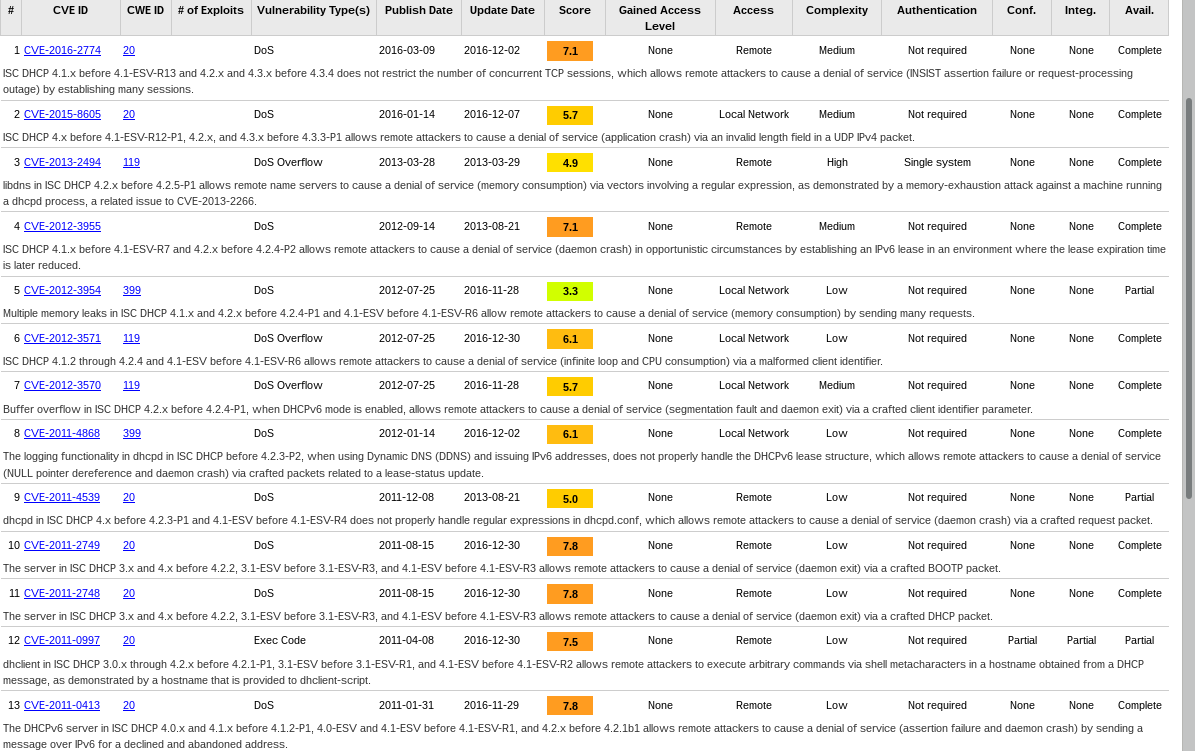 # CVE ID CWE ID # of Exploits Vulnerability Type(s) Publish Date Update Date Score Gained Access Level Access Complexity Authentication Conf. Integ. Avail.
1 CVE-2016-2774 20 DoS 2016-03-09 2016-12-02 7.1 None Remote Medium Not required None None Complete
ISC DHCP 4.1.x before 4.1-ESV-R13 and 4.2.x and 4.3.x before 4.3.4 does not restrict the number of concurrent TCP sessions, which allows remote attackers to cause a denial of service (INSIST assertion failure or request-processing
outage) by establishing many sessions.
2 CVE-2015-8605 20 DoS 2016-01-14 2016-12-07 5.7 None Local Network Medium Not required None None Complete
ISC DHCP 4.x before 4.1-ESV-R12-P1, 4.2.x, and 4.3.x before 4.3.3-P1 allows remote attackers to cause a denial of service (application crash) via an invalid length field in a UDP IPv4 packet.
3 CVE-2013-2494 119 DoS Overflow 2013-03-28 2013-03-29 4.9 None Remote High Single system None None Complete
libdns in ISC DHCP 4.2.x before 4.2.5-P1 allows remote name servers to cause a denial of service (memory consumption) via vectors involving a regular expression, as demonstrated by a memory-exhaustion attack against a machine running
a dhcpd process, a related issue to CVE-2013-2266.
4 CVE-2012-3955 DoS 2012-09-14 2013-08-21 7.1 None Remote Medium Not required None None Complete
ISC DHCP 4.1.x before 4.1-ESV-R7 and 4.2.x before 4.2.4-P2 allows remote attackers to cause a denial of service (daemon crash) in opportunistic circumstances by establishing an IPv6 lease in an environment where the lease expiration time
is later reduced.
5 CVE-2012-3954 399 DoS 2012-07-25 2016-11-28 3.3 None Local Network Low Not required None None Partial
Multiple memory leaks in ISC DHCP 4.1.x and 4.2.x before 4.2.4-P1 and 4.1-ESV before 4.1-ESV-R6 allow remote attackers to cause a denial of service (memory consumption) by sending many requests.
6 CVE-2012-3571 119 DoS 2012-07-25 2016-12-30 6.1 None Local Network Low Not required None None Complete
ISC DHCP 4.1.2 through 4.2.4 and 4.1-ESV before 4.1-ESV-R6 allows remote attackers to cause a denial of service (infinite loop and CPU consumption) via a malformed client identifier.
7 CVE-2012-3570 119 DoS Overflow 2012-07-25 2016-11-28 5.7 None Local Network Medium Not required None None Complete
Buffer overflow in ISC DHCP 4.2.x before 4.2.4-P1, when DHCPv6 mode is enabled, allows remote attackers to cause a denial of service (segmentation fault and daemon exit) via a crafted client identifier parameter.
8 CVE-2011-4868 399 DoS 2012-01-14 2016-12-02 6.1 None Local Network Low Not required None None Complete
The logging functionality in dhcpd in ISC DHCP before 4.2.3-P2, when using Dynamic DNS (DDNS) and issuing IPv6 addresses, does not properly handle the DHCPv6 lease structure, which allows remote attackers to cause a denial of service
(NULL pointer dereference and daemon crash) via crafted packets related to a lease-status update.
9 CVE-2011-4539 20 DoS 2011-12-08 2013-08-21 5.0 None Remote Low Not required None None Partial
dhcpd in ISC DHCP 4.x before 4.2.3-P1 and 4.1-ESV before 4.1-ESV-R4 does not properly handle regular expressions in dhcpd.conf, which allows remote attackers to cause a denial of service (daemon crash) via a crafted request packet.
10 CVE-2011-2749 20 DoS 2011-08-15 2016-12-30 7.8 None Remote Low Not required None None Complete
The server in ISC DHCP 3.x and 4.x before 4.2.2, 3.1-ESV before 3.1-ESV-R3, and 4.1-ESV before 4.1-ESV-R3 allows remote attackers to cause a denial of service (daemon exit) via a crafted BOOTP packet.
11 CVE-2011-2748 20 DoS 2011-08-15 2016-12-30 7.8 None Remote Low Not required None None Complete
The server in ISC DHCP 3.x and 4.x before 4.2.2, 3.1-ESV before 3.1-ESV-R3, and 4.1-ESV before 4.1-ESV-R3 allows remote attackers to cause a denial of service (daemon exit) via a crafted DHCP packet.
12 CVE-2011-0997 20 Exec Code 2011-04-08 2016-12-30 7.5 None Remote Low Not required Partial Partial Partial
dhclient in ISC DHCP 3.0.x through 4.2.x before 4.2.1-P1, 3.1-ESV before 3.1-ESV-R1, and 4.1-ESV before 4.1-ESV-R2 allows remote attackers to execute arbitrary commands via shell metacharacters in a hostname obtained from a DHCP
message, as demonstrated by a hostname that is provided to dhclient-script.
13 CVE-2011-0413 20 DoS 2011-01-31 2016-11-29 7.8 None Remote Low Not required None None Complete
The DHCPv6 server in ISC DHCP 4.0.x and 4.1.x before 4.1.2-P1, 4.0-ESV and 4.1-ESV before 4.1-ESV-R1, and 4.2.x before 4.2.1b1 allows remote attackers to cause a denial of service (assertion failure and daemon crash) by sending a
message over IPv6 for a declined and abandoned address.